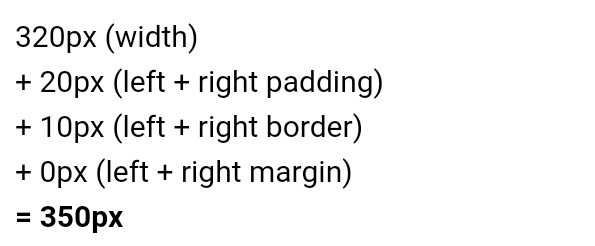 320px (width)
+ 20px (left + right padding)
+ 10px (left + right border)
+ 0px (left + right margin)
= 350px